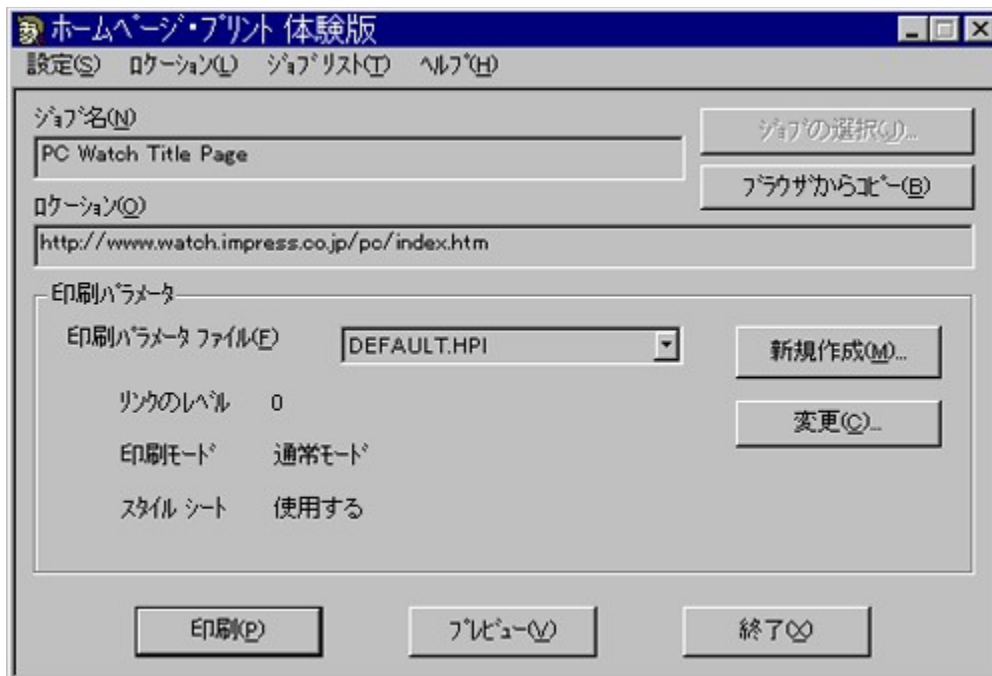 ホームページ・プリント 体験版
設定(S) ロケーション(L) ジョブリスト(T) ヘルプ(H)
ジョブ名(N)
ジョブの選択(J)...
PC Watch Title Page
ブラウザからコピー(B)
ロケーション(O)
http://www.watch.impress.co.jp/pc/index.htm
印刷パラメータ
印刷パラメータ ファイル(F) DEFAULT.HPI 新規作成(M)...
リンクのレベル 0
変更(C)...
印刷モード 通常モード
スタイル シート 使用する
印刷(P) プレビュー(V) 終了(X)